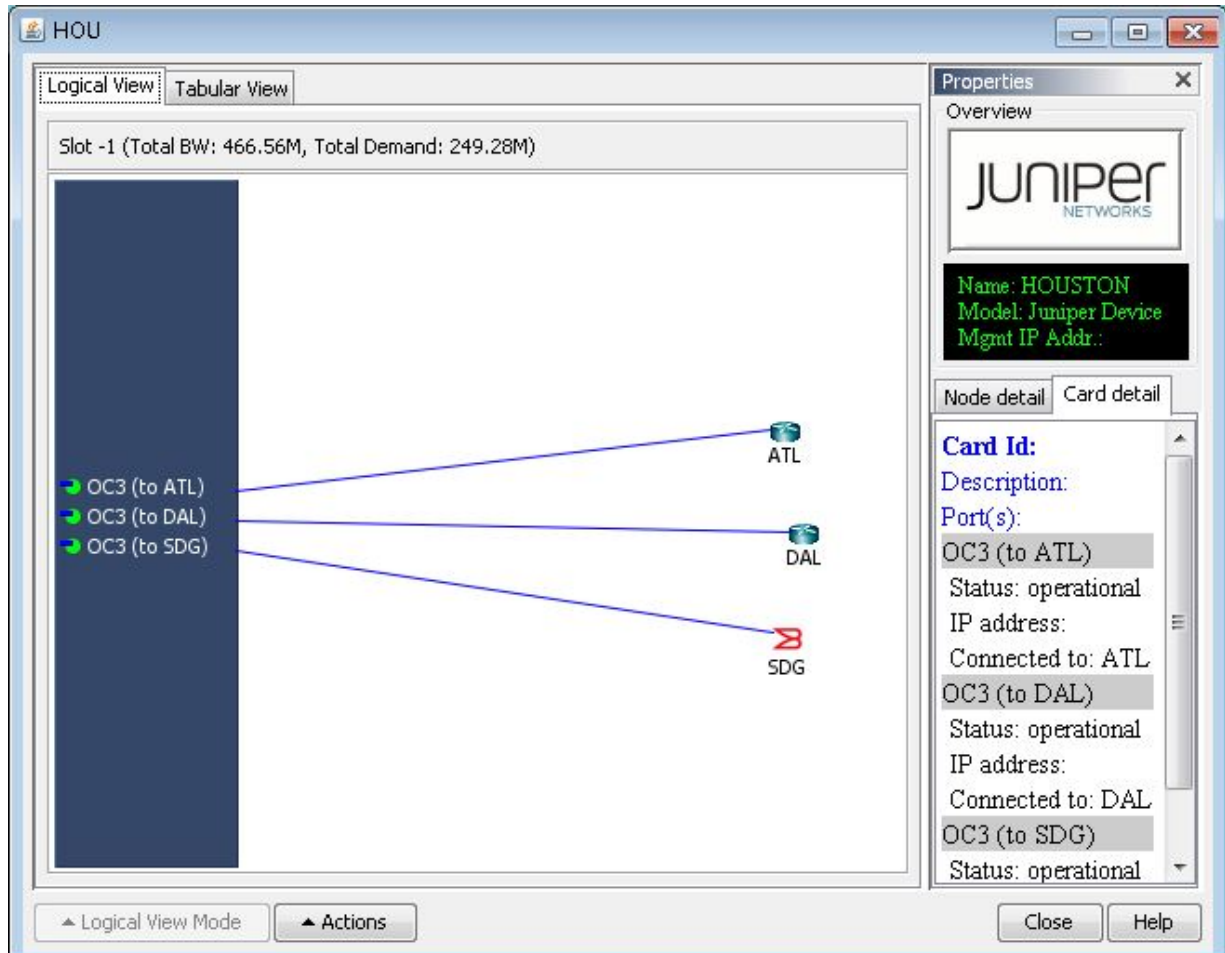 HOU
Logical View
Tabular View
Slot -1 (Total BW: 466.56M, Total Demand: 249.28M)
OC3 (to ATL)
OC3 (to DAL)
OC3 (to SDG)
ATL
DAL
SDG
Properties
Overview
JUNIPER
NETWORKS
Name: HOUSTON
Model: Juniper Device
Mgmt IP Addr.:
Node detail
Card detail
Card Id:
Description:
Port(s):
OC3 (to ATL)
Status: operational
IP address:
Connected to: ATL
OC3 (to DAL)
Status: operational
IP address:
Connected to: DAL
OC3 (to SDG)
Status: operational
Logical View Mode
Actions
Close
Help